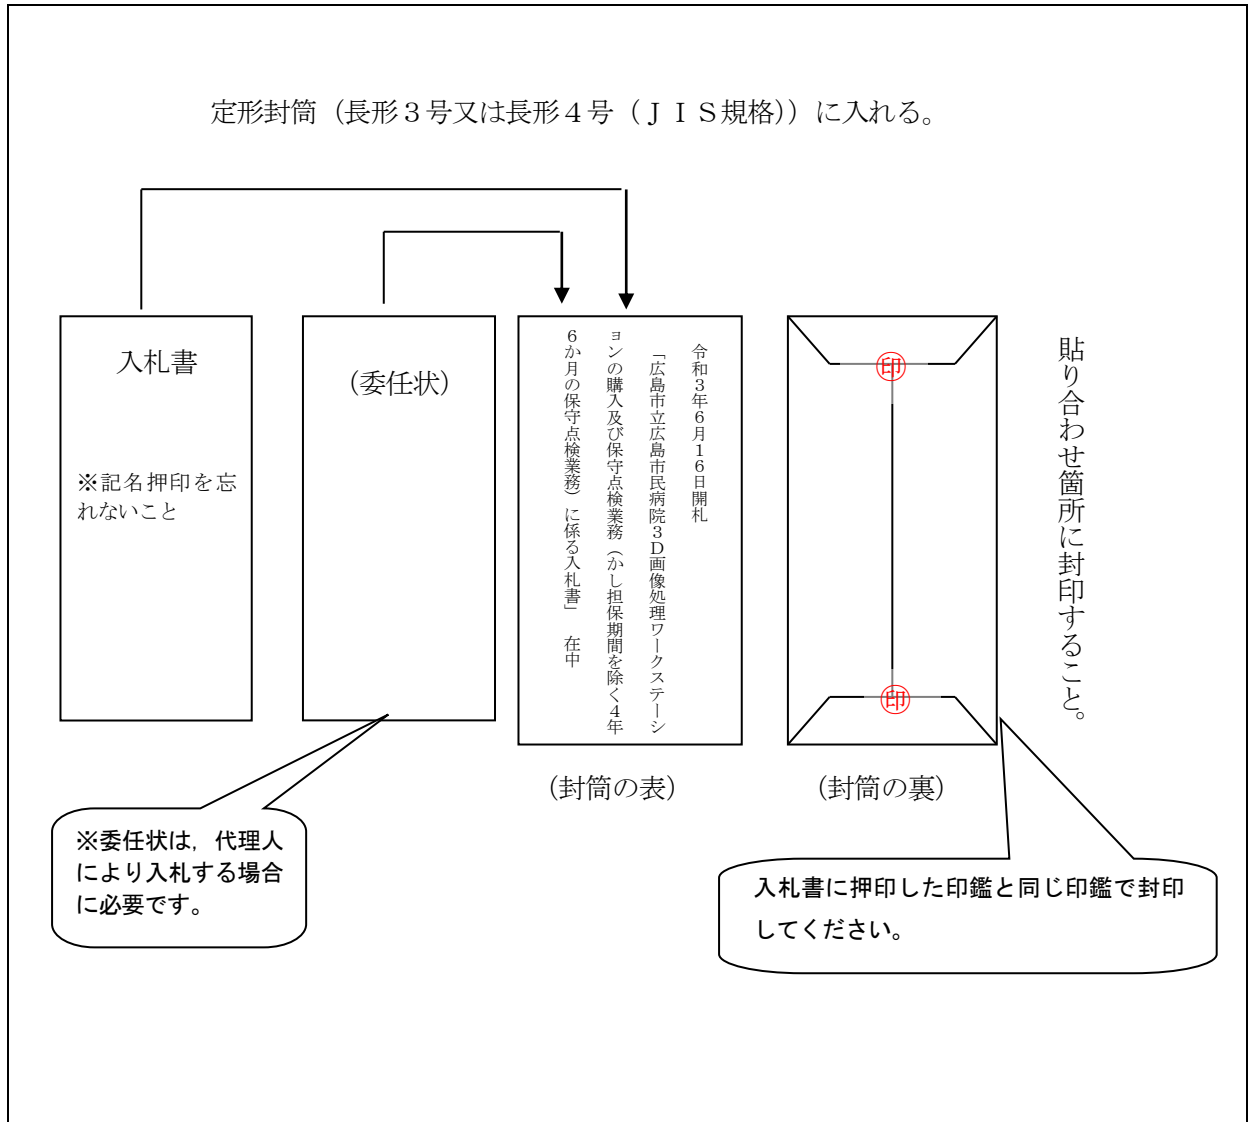 定形封筒（長形３号又は長形４号（ＪＩＳ規格））に入れる。
入札書
※記名押印を忘
れないこと
（委任状）
令和３年６月１６日開札
「広島市立広島市民病院３Ｄ画像処理ワークステーシ
ョンの購入及び保守点検業務（かし担保期間を除く４年
６か月の保守点検業務）に係る入札書」　在中
印
印
貼り合わせ箇所に封印すること。
（封筒の表）
（封筒の裏）
※委任状は，代理人
により入札する場合
に必要です。
入札書に押印した印鑑と同じ印鑑で封印
してください。